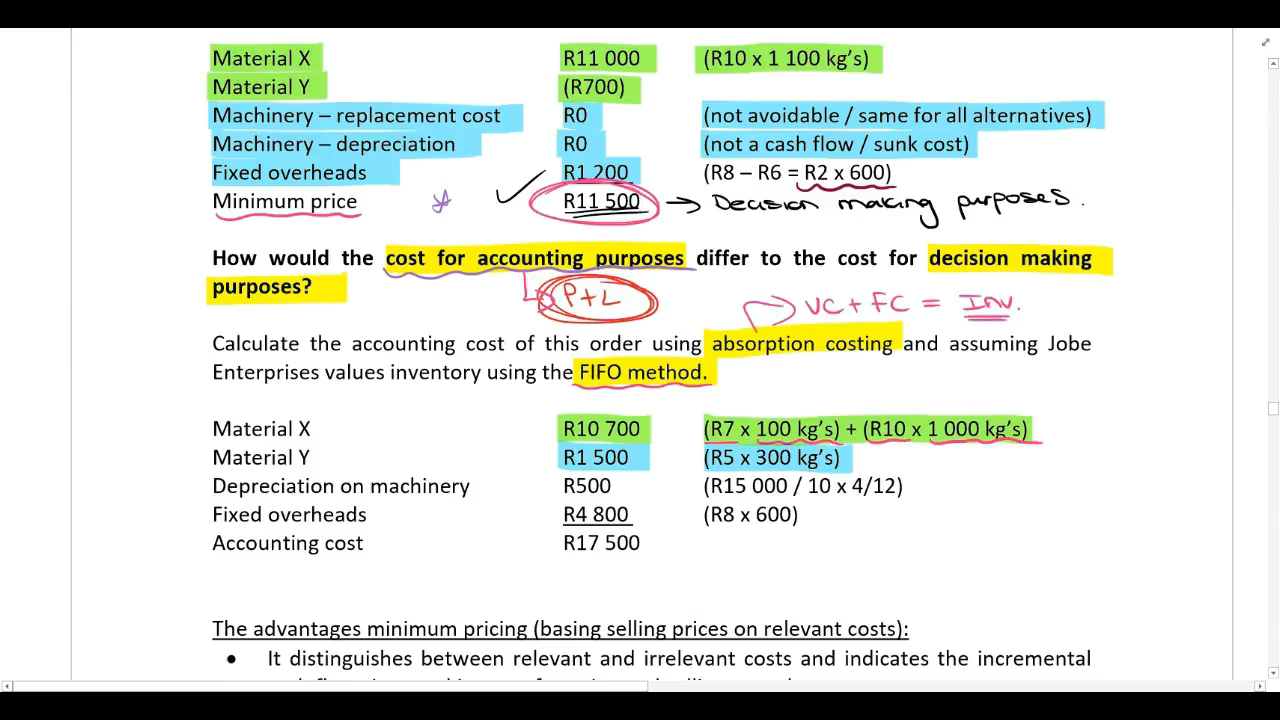 Material X R11 000 (R10 x 1 100 kg's)
Material Y (R700)
Machinery – replacement cost R0 (not avoidable / same for all alternatives)
Machinery – depreciation R0 (not a cash flow / sunk cost)
Fixed overheads R1 200 (R8 – R6 = R2 x 600)
Minimum price R11 500 → Decision making purposes.
How would the cost for accounting purposes differ to the cost for decision making
purposes?
P+L
VC + FC = Inv.
Calculate the accounting cost of this order using absorption costing and assuming Jobe
Enterprises values inventory using the FIFO method.
Material X R10 700 (R7 x 100 kg's) + (R10 x 1 000 kg's)
Material Y R1 500 (R5 x 300 kg's)
Depreciation on machinery R500 (R15 000 / 10 x 4/12)
Fixed overheads R4 800 (R8 x 600)
Accounting cost R17 500
The advantages minimum pricing (basing selling prices on relevant costs):
• It distinguishes between relevant and irrelevant costs and indicates the incremental